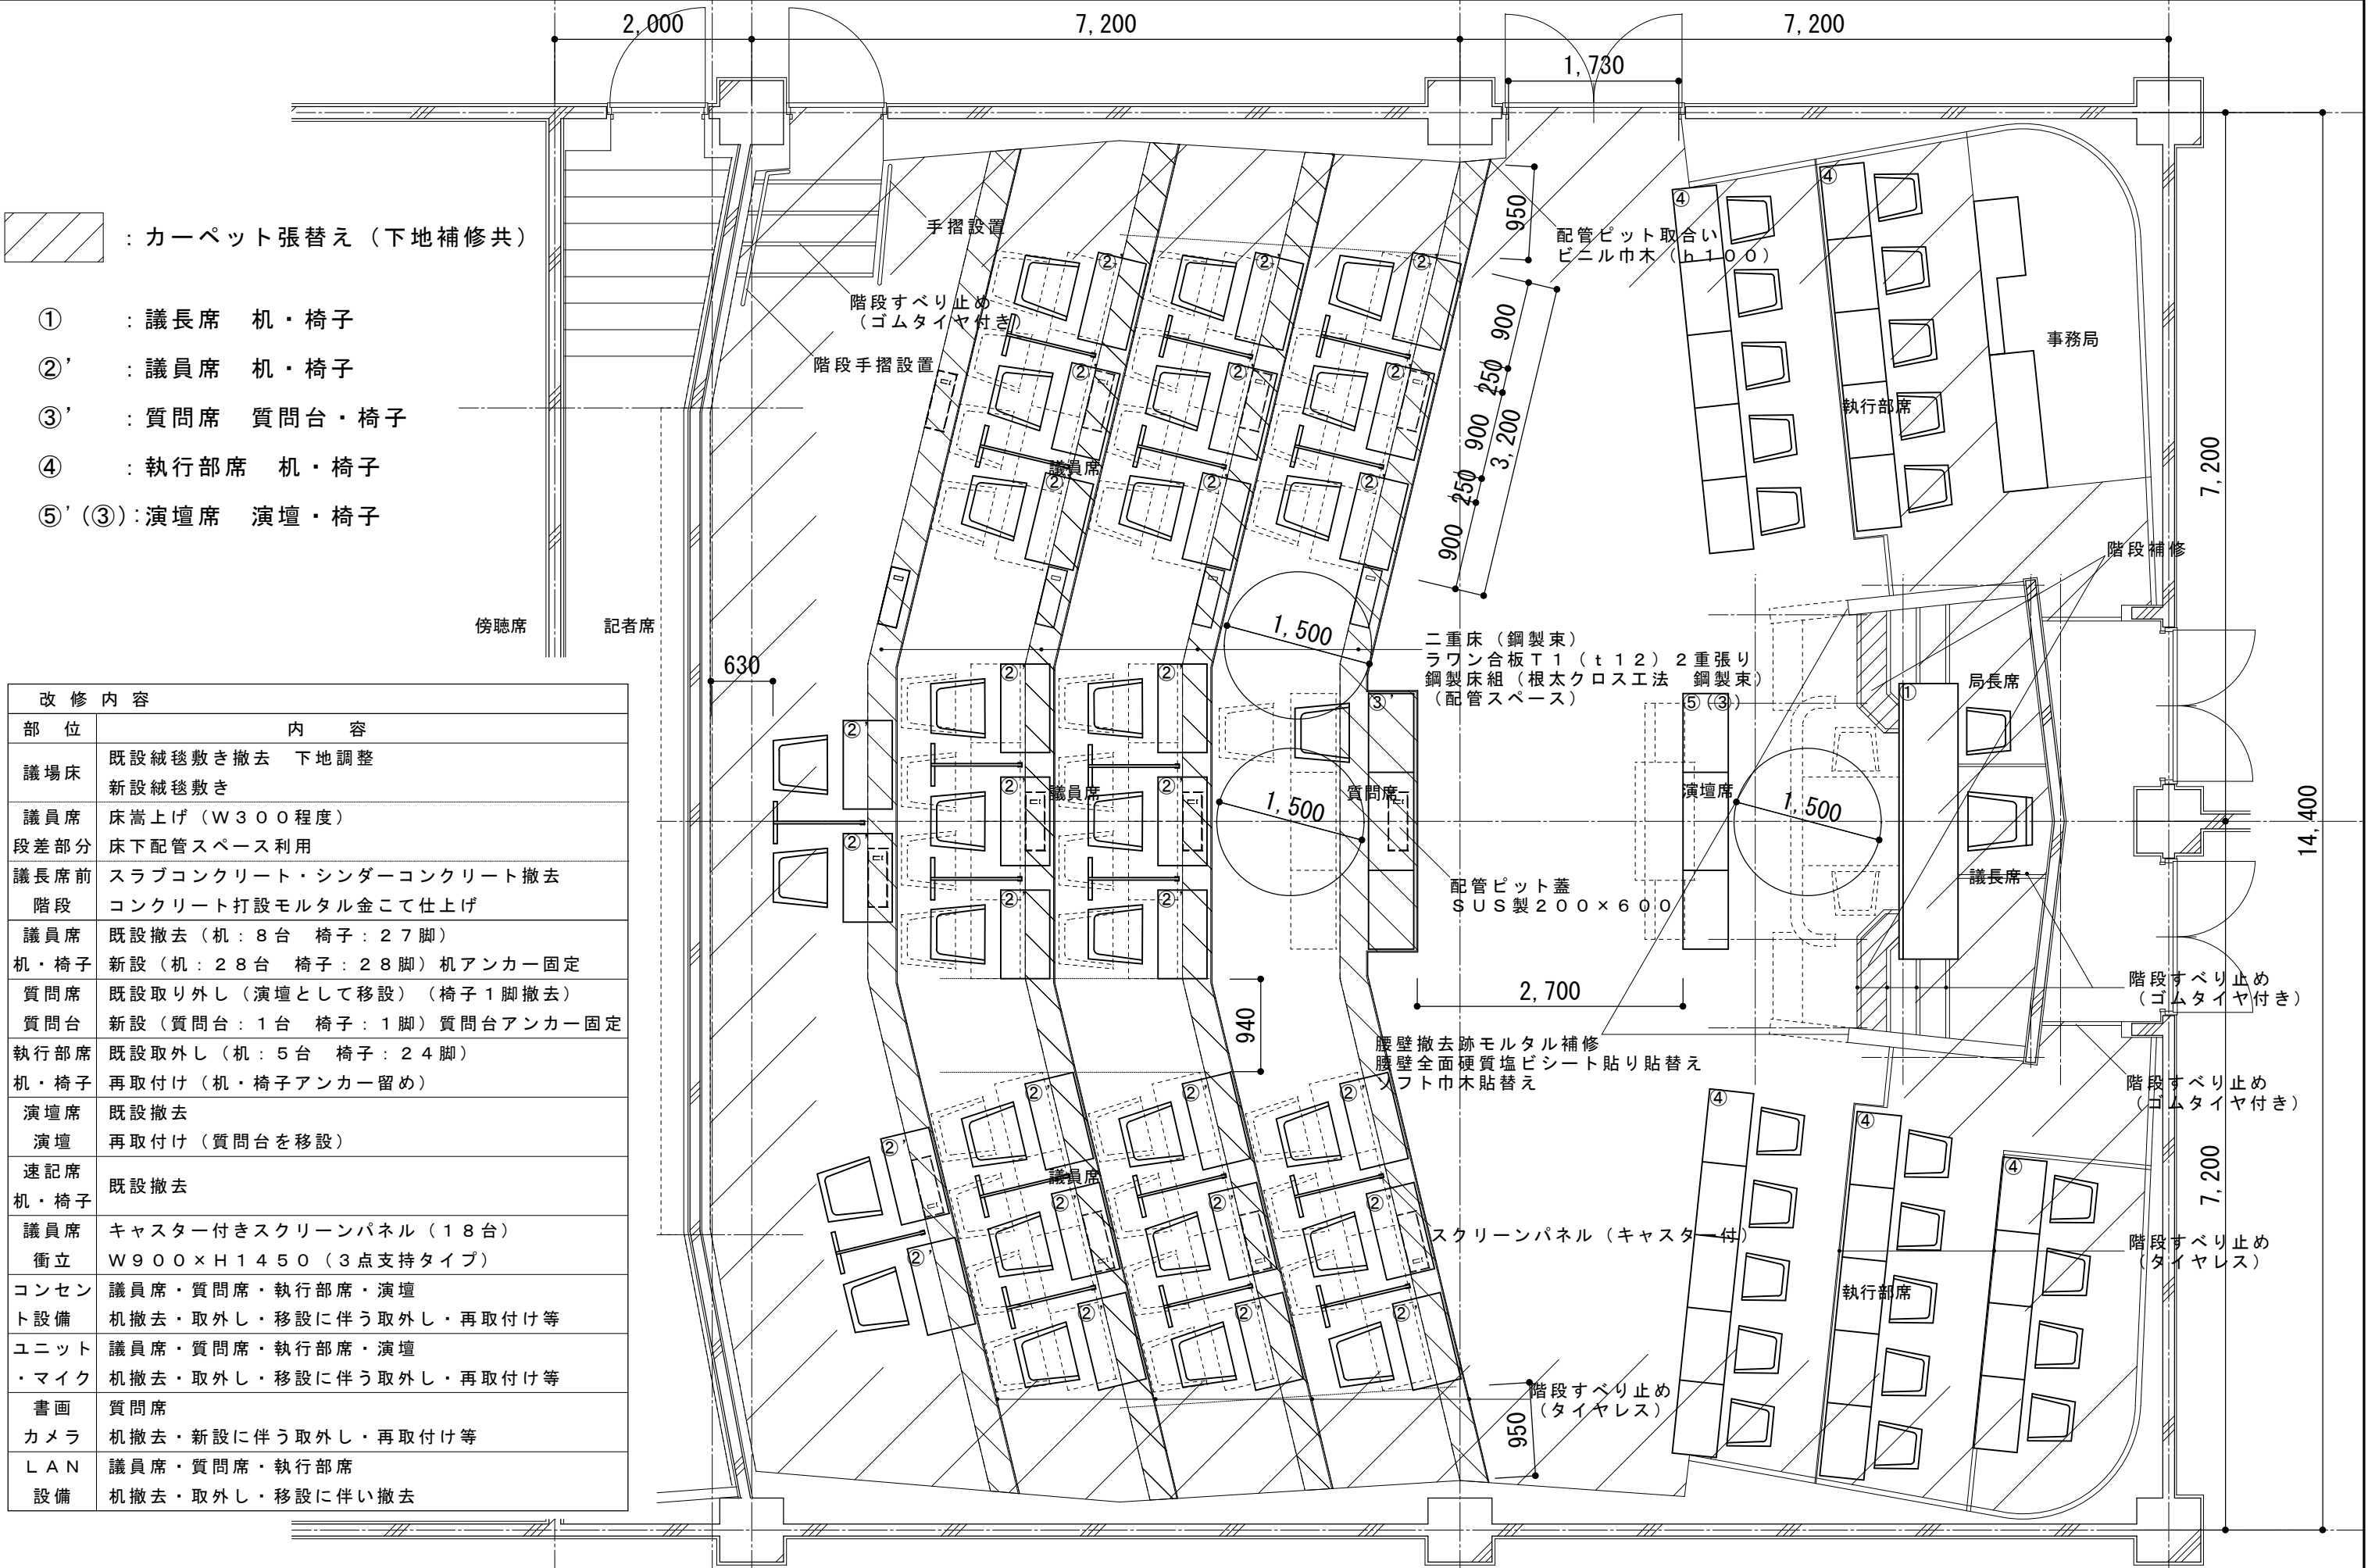 2,000
7,200
7,200
1,730
：カーペット張替え（下地補修共）
①　：議長席　机・椅子
②'　：議員席　机・椅子
③'　：質問席　質問台・椅子
④　：執行部席　机・椅子
⑤'(③)：演壇席　演壇・椅子
手摺設置
階段すべり止め
（ゴムタイヤ付き）
階段手摺設置
950
配管ピット取合い
ビニル巾木（ｈ１００）
900
250
900
250
900
3,200
②'
②'
②'
②'
②'
②'
②'
②'
②'
議員席
④
④
執行部席
事務局
7,200
14,400
7,200
階段補修
傍聴席
記者席
630
1,500
二重床（鋼製束）
ラワン合板Ｔ１（ｔ１２）２重張り
鋼製床組（根太クロス工法　鋼製束）
（配管スペース）
②'
②'
②'
②'
②'
②'
②'
②'
議員席
1,500
③'
質問席
⑤'(③)
演壇席
1,500
①
局長席
議長席
配管ピット蓋
ＳＵＳ製２００×６００
2,700
940
階段すべり止め
（ゴムタイヤ付き）
腰壁撤去跡モルタル補修
腰壁全面硬質塩ビシート貼り貼替え
ソフト巾木貼替え
階段すべり止め
（ゴムタイヤ付き）
②'
②'
②'
②'
②'
②'
②'
②'
②'
②'
②'
議員席
スクリーンパネル（キャスター付）
④
④
④
執行部席
階段すべり止め
（タイヤレス）
階段すべり止め
（タイヤレス）
950
改修内容
部位　内容
議場床　既設絨毯敷き撤去　下地調整
新設絨毯敷き
議員席　床嵩上げ（Ｗ３００程度）
段差部分　床下配管スペース利用
議長席前　スラブコンクリート・シンダーコンクリート撤去
階段　コンクリート打設モルタル金こて仕上げ
議員席　既設撤去（机：８台　椅子：２７脚）
机・椅子　新設（机：２８台　椅子：２８脚）机アンカー固定
質問席　既設取り外し（演壇として移設）（椅子１脚撤去）
質問台　新設（質問台：１台　椅子：１脚）質問台アンカー固定
執行部席　既設取外し（机：５台　椅子：２４脚）
机・椅子　再取付け（机・椅子アンカー留め）
演壇席　既設撤去
演壇　再取付け（質問台を移設）
速記席
机・椅子　既設撤去
議員席　キャスター付きスクリーンパネル（１８台）
衝立　Ｗ９００×Ｈ１４５０（３点支持タイプ）
コンセン　議員席・質問席・執行部席・演壇
ト設備　机撤去・取外し・移設に伴う取外し・再取付け等
ユニット　議員席・質問席・執行部席・演壇
・マイク　机撤去・取外し・移設に伴う取外し・再取付け等
書画　質問席
カメラ　机撤去・新設に伴う取外し・再取付け等
ＬＡＮ　議員席・質問席・執行部席
設備　机撤去・取外し・移設に伴い撤去